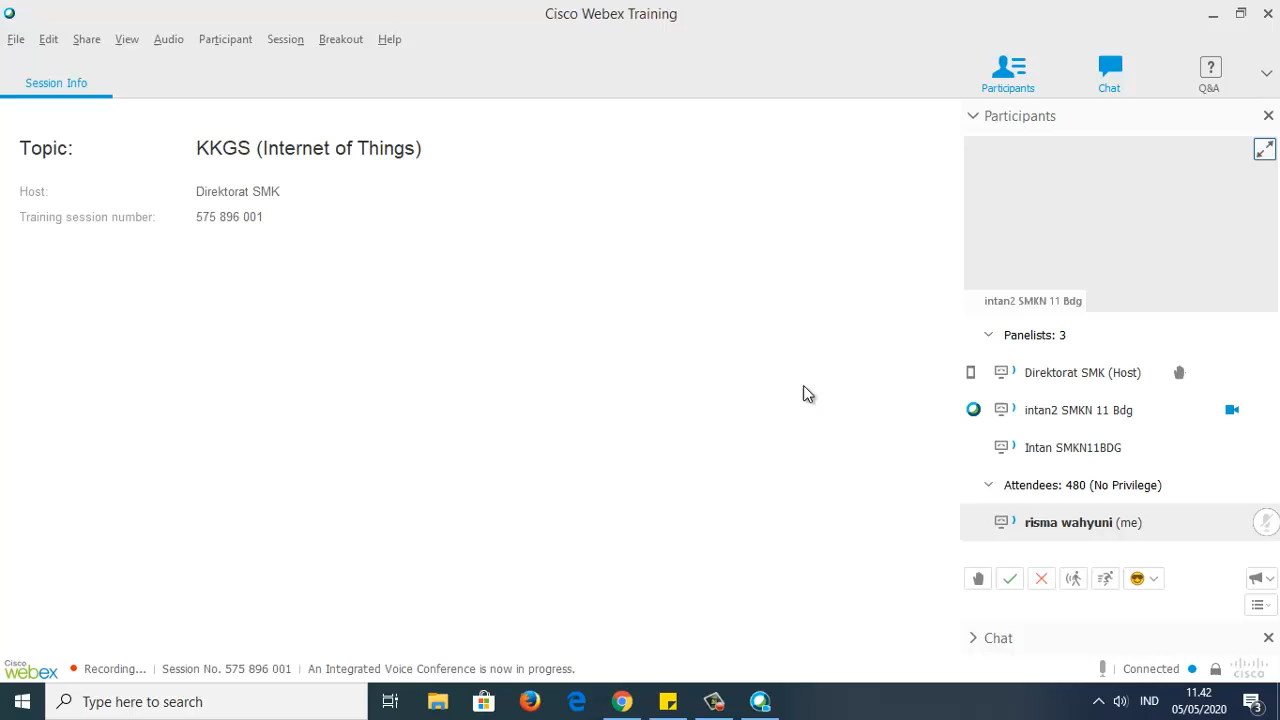 Cisco Webex Training
File Edit Share View Audio Participant Session Breakout Help
Session Info
Participants Chat Q&A
Participants
Topic: KKGS (Internet of Things)
Host: Direktorat SMK
Training session number: 575 896 001
intan2 SMKN 11 Bdg
Panelists: 3
Direktorat SMK (Host)
intan2 SMKN 11 Bdg
Intan SMKN11BDG
Attendees: 480 (No Privilege)
risma wahyuni (me)
Chat
Cisco webex Recording... Session No. 575 896 001 An Integrated Voice Conference is now in progress. Connected cisco
Type here to search IND 11.42
05/05/2020 3